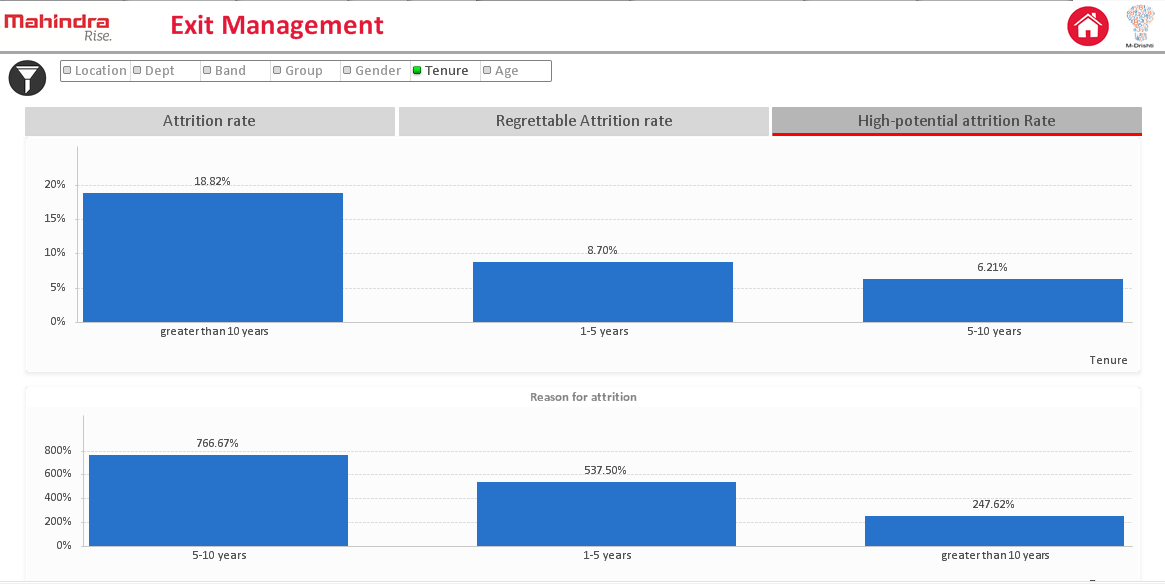 Mahindra
Rise.
Exit Management
M-Drishti
Location Dept Band Group Gender Tenure Age
Attrition rate Regrettable Attrition rate High-potential attrition Rate
18.82%
20%
15%
8.70%
10%
6.21%
5%
0%
greater than 10 years 1-5 years 5-10 years
Tenure
Reason for attrition
766.67%
800%
537.50%
600%
400%
247.62%
200%
0%
5-10 years 1-5 years greater than 10 years